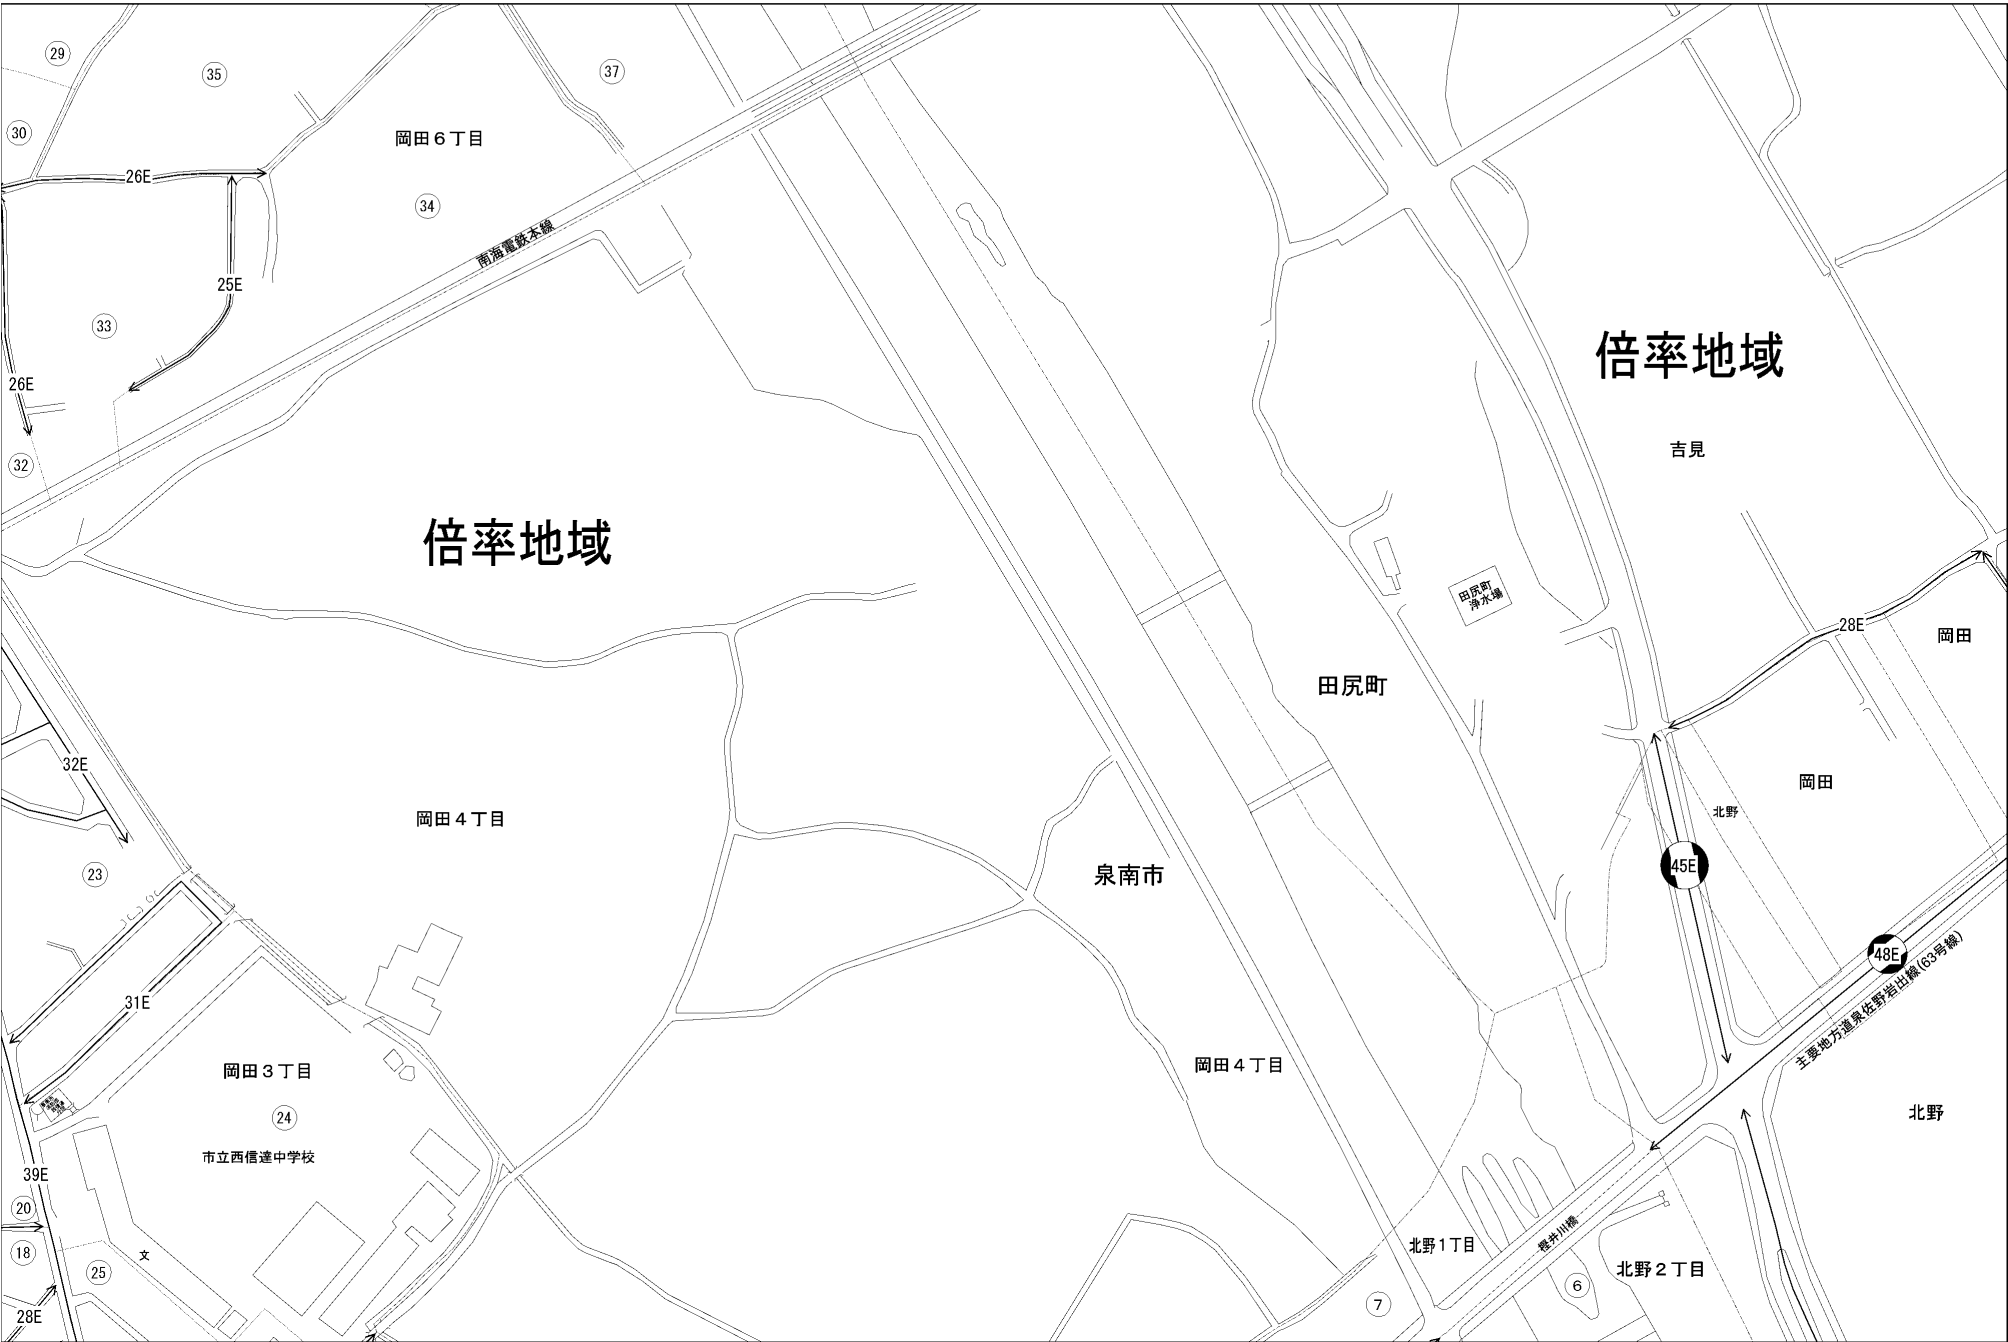 29
35
37
30
岡田６丁目
26E
34
南海電鉄本線
25E
33
倍率地域
26E
吉見
32
倍率地域
田尻町
浄水場
28E
岡田
田尻町
32E
岡田
北野
岡田４丁目
45E
23
泉南市
48E
主要地方道泉佐野岩出線(63号線)
31E
岡田３丁目
岡田４丁目
24
北野
市立西信達中学校
39E
20
北野１丁目
樫井川橋
18
文
25
北野２丁目
6
7
28E